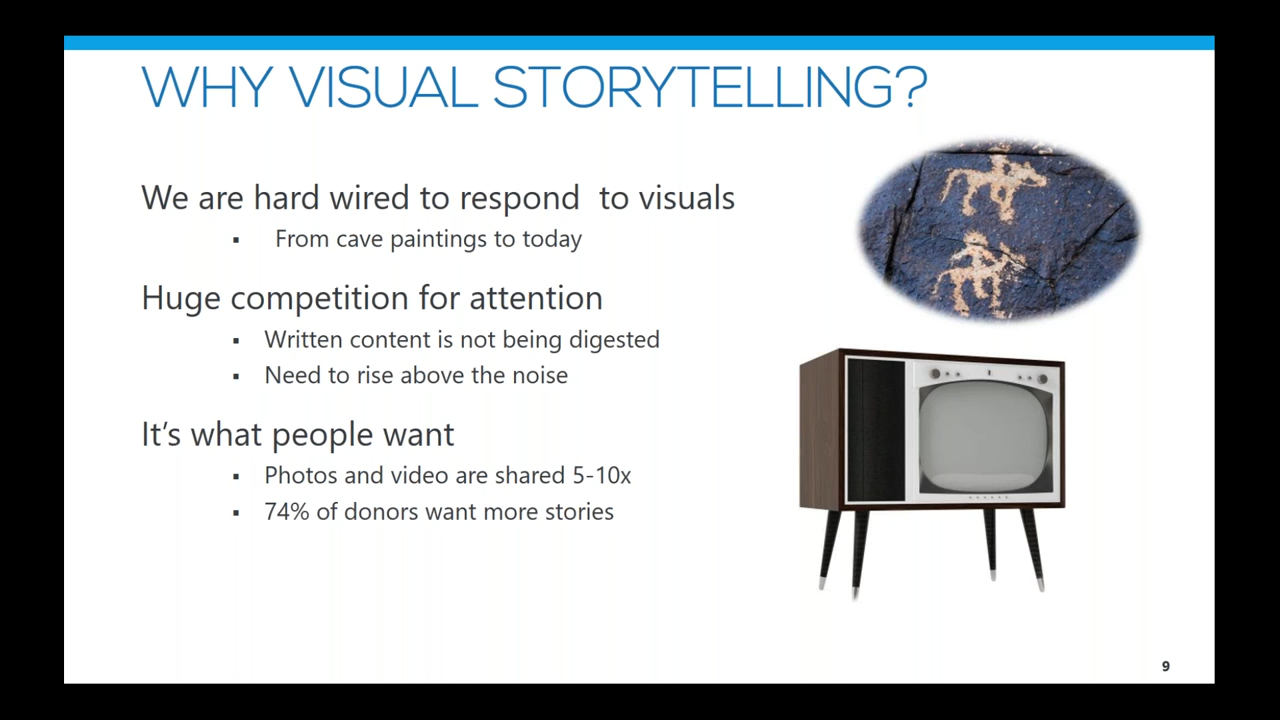 WHY VISUAL STORYTELLING?
We are hard wired to respond  to visuals
▪ From cave paintings to today
Huge competition for attention
▪ Written content is not being digested
▪ Need to rise above the noise
It’s what people want
▪ Photos and video are shared 5-10x
▪ 74% of donors want more stories
9